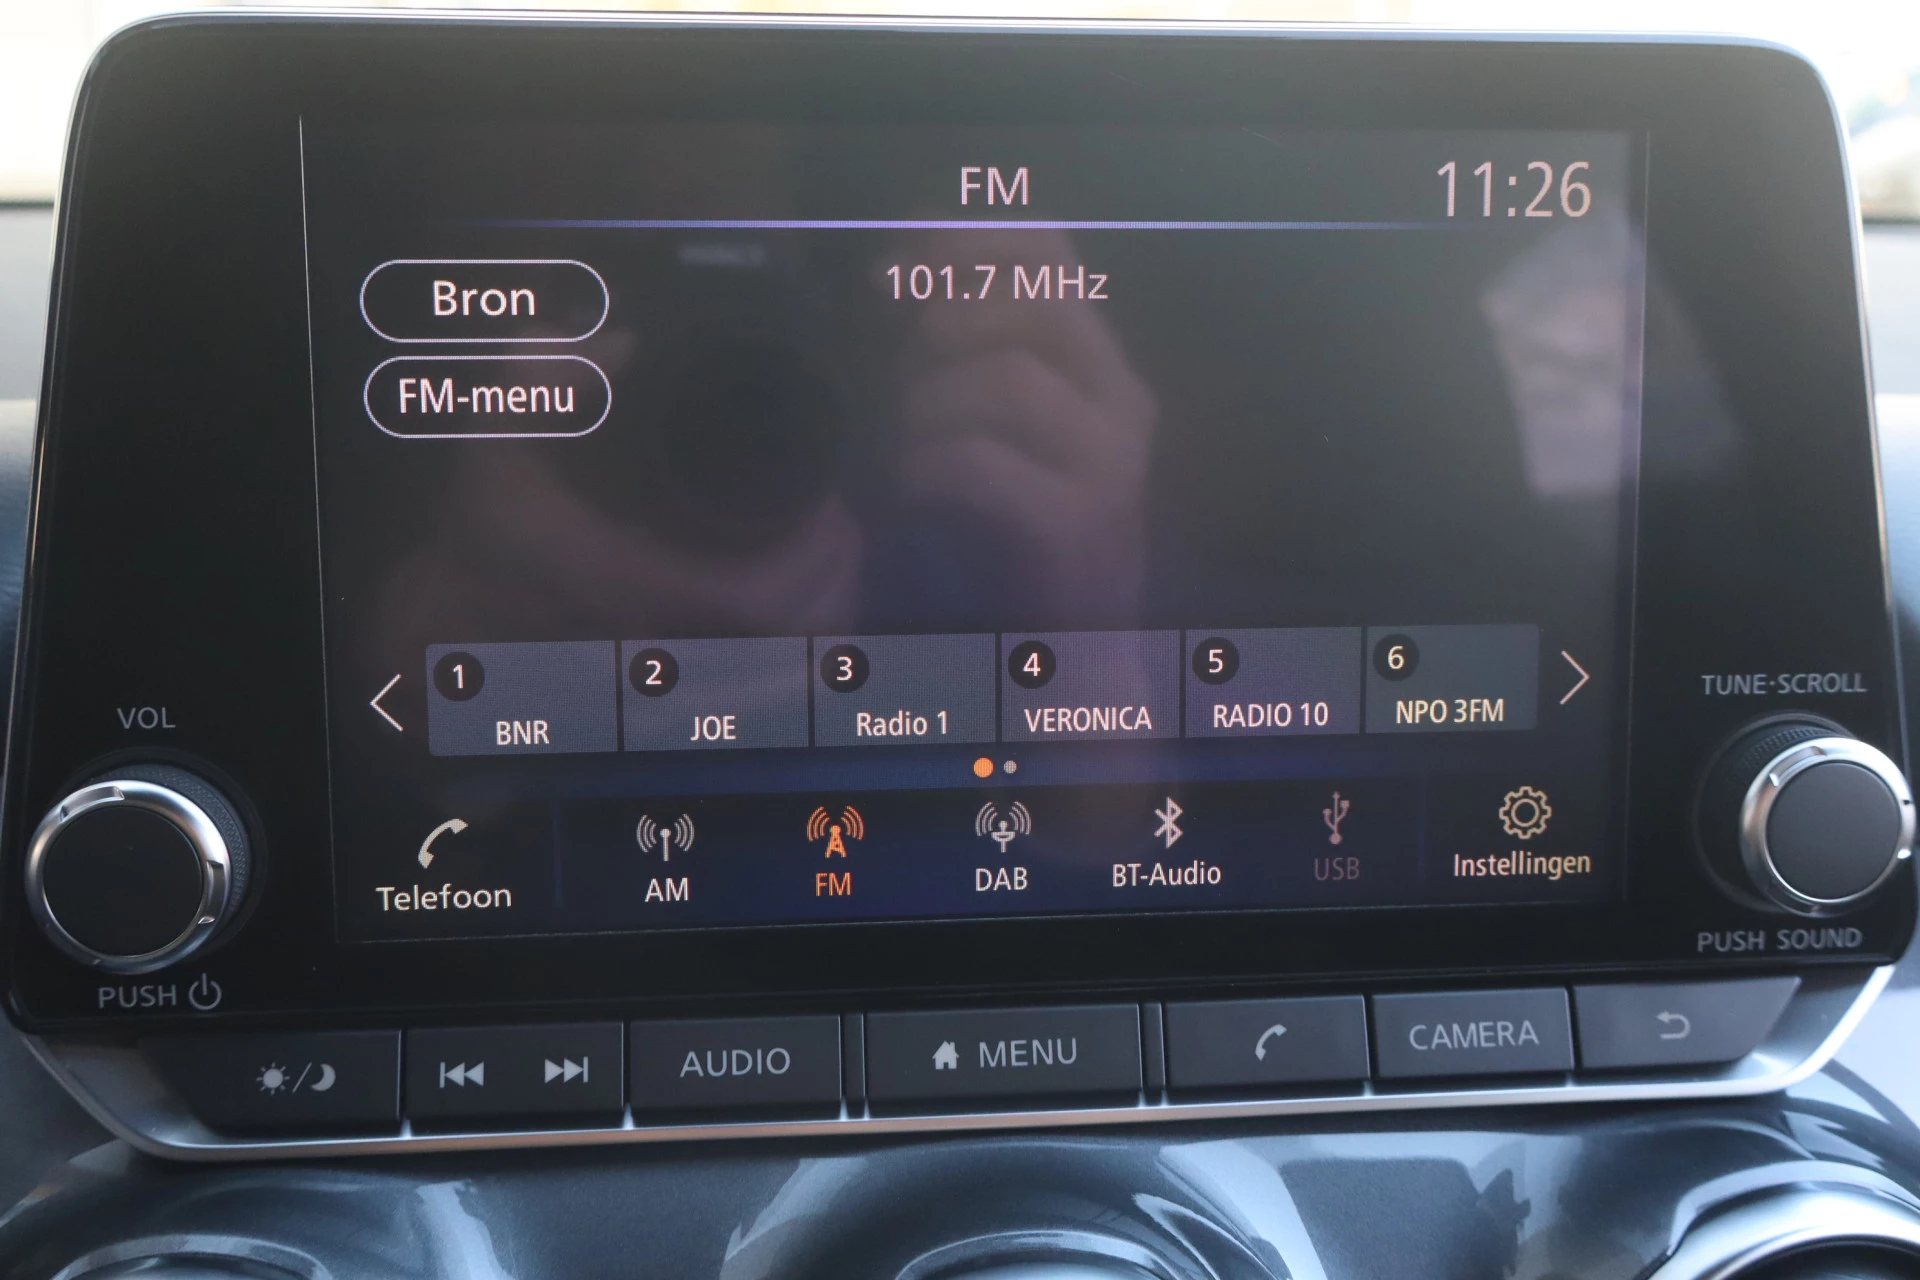 FM
11:26
101.7 MHz
Bron
FM-menu
1
BNR
2
JOE
3
Radio 1
4
VERONICA
5
RADIO 10
6
NPO 3FM
Telefoon
AM
FM
DAB
BT-Audio
USB
Instellingen
VOL
PUSH
TUNE·SCROLL
PUSH SOUND
AUDIO
MENU
CAMERA